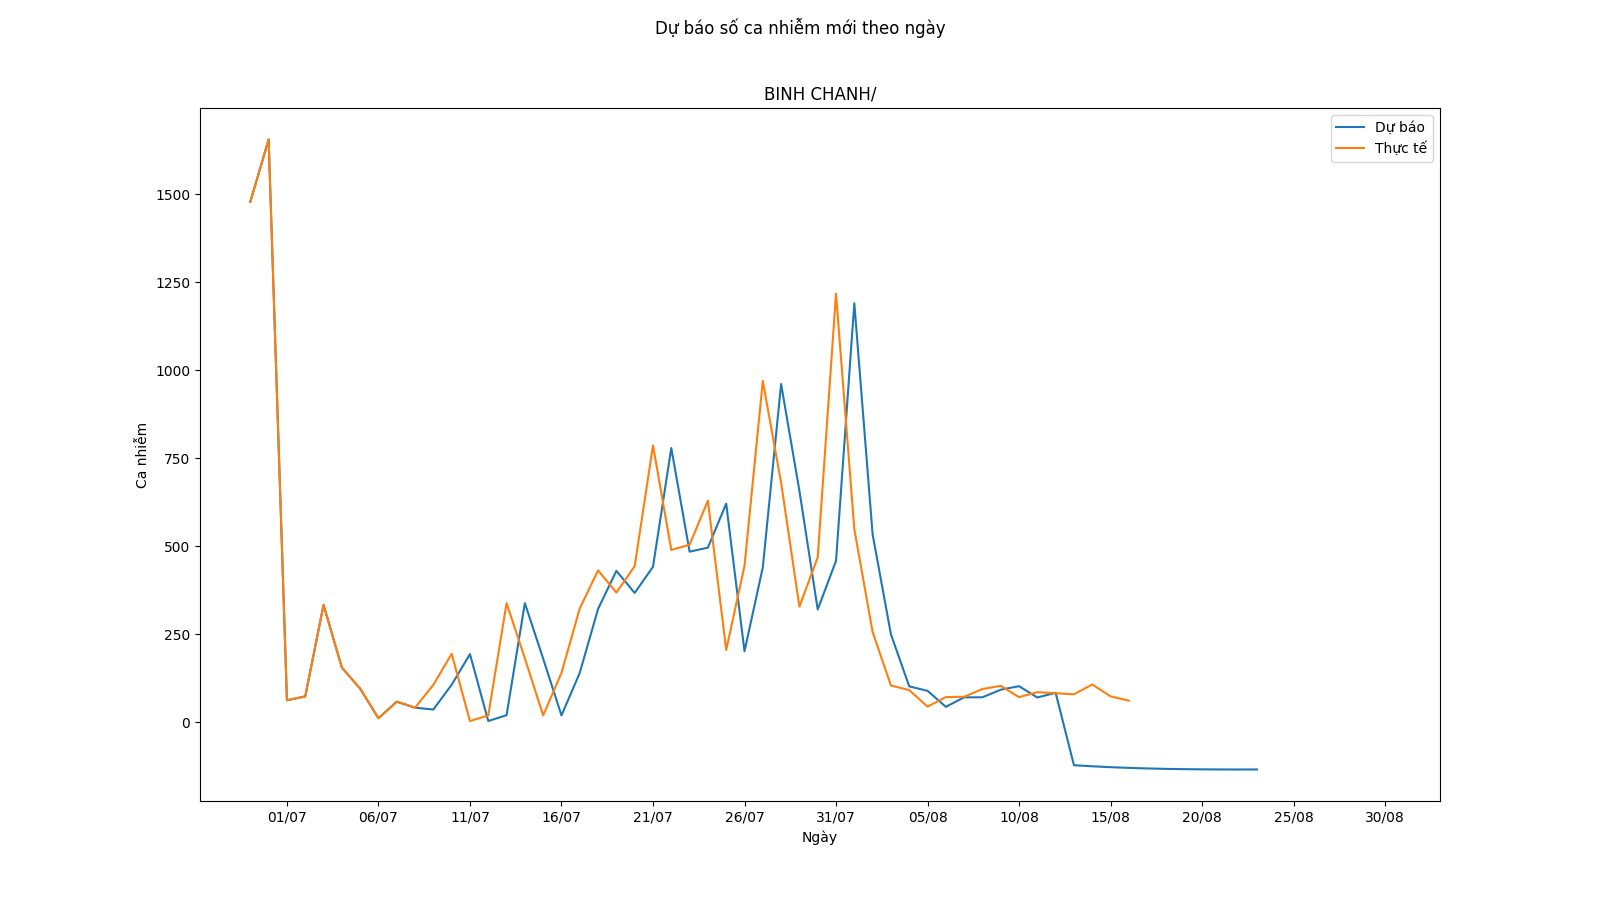 Dự báo số ca nhiễm mới theo ngày
BINH CHANH/
Dự báo
Thực tế
1500
1250
1000
750
500
250
0
Ca nhiễm
01/07 06/07 11/07 16/07 21/07 26/07 31/07 05/08 10/08 15/08 20/08 25/08 30/08
Ngày